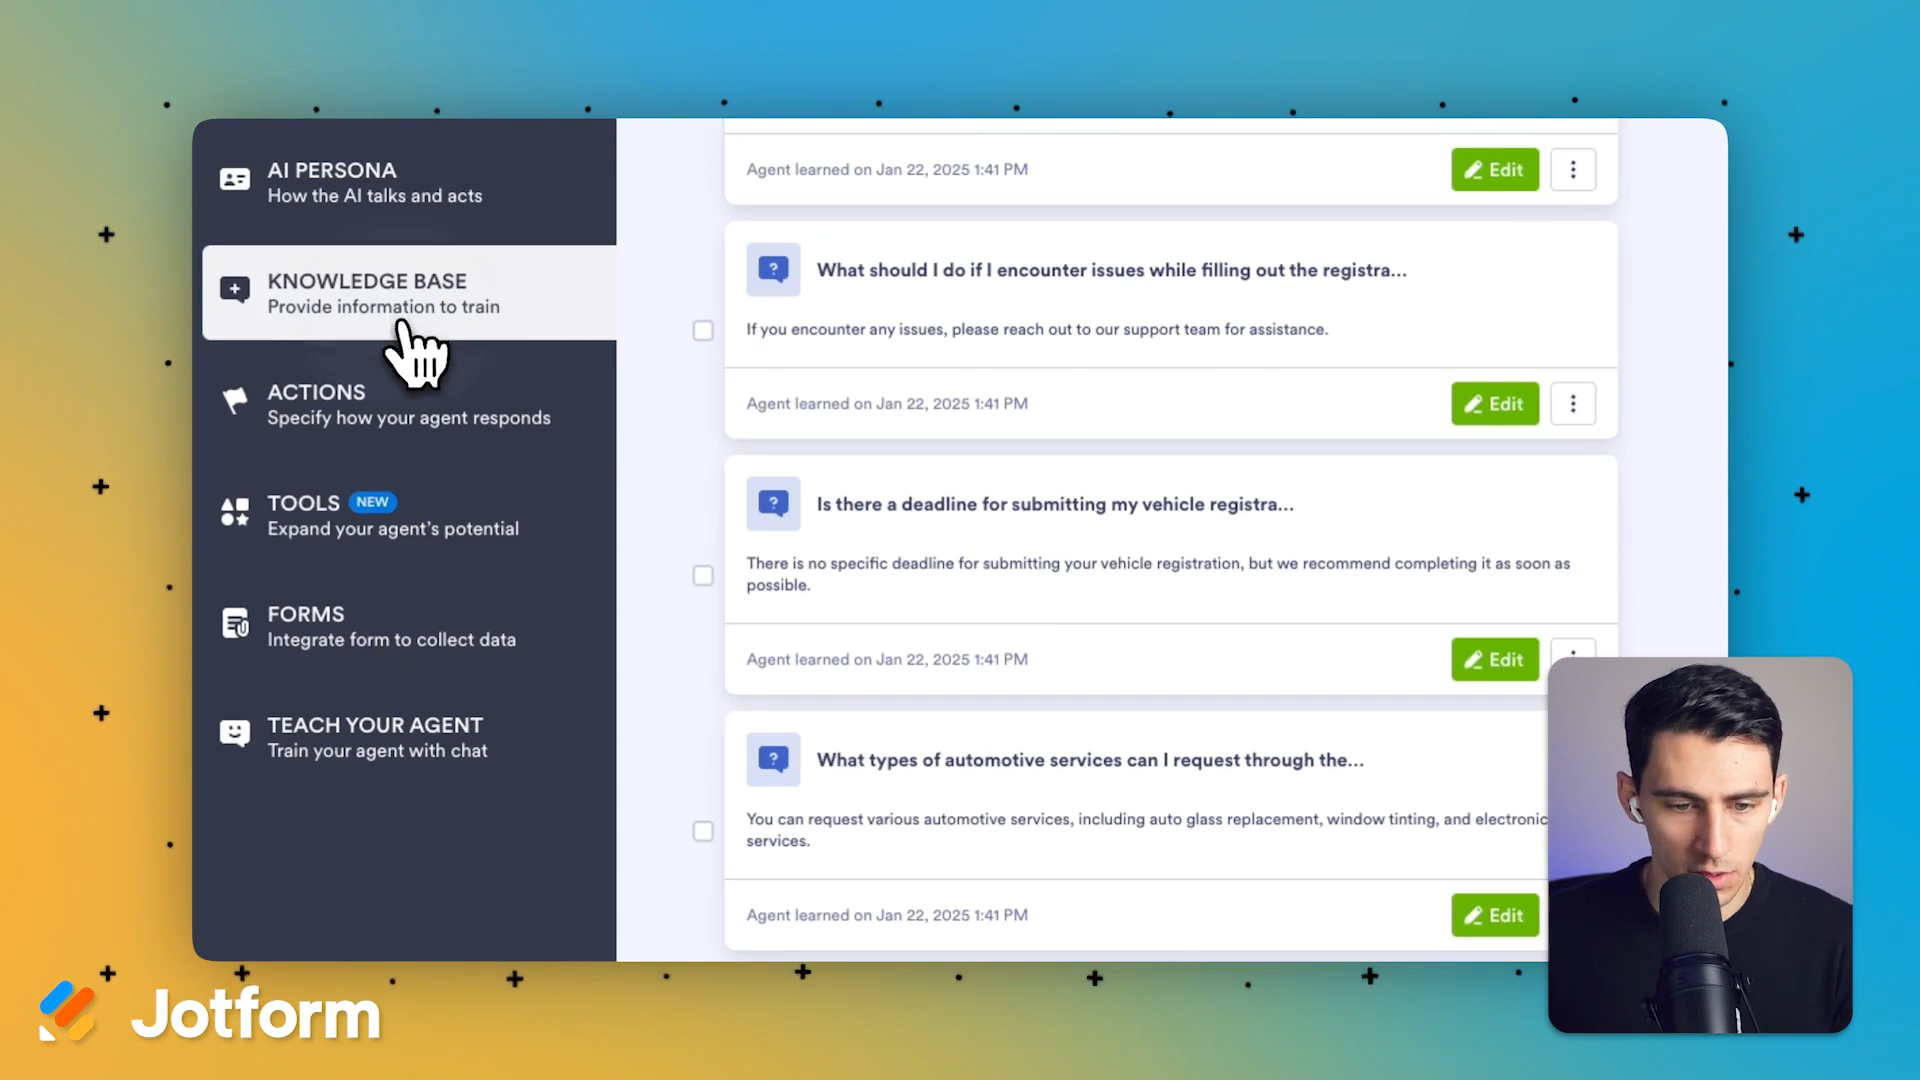 AI PERSONA
How the AI talks and acts
KNOWLEDGE BASE
Provide information to train
ACTIONS
Specify how your agent responds
TOOLS NEW
Expand your agent's potential
FORMS
Integrate form to collect data
TEACH YOUR AGENT
Train your agent with chat
Agent learned on Jan 22, 2025 1:41 PM
Edit
What should I do if I encounter issues while filling out the registra...
If you encounter any issues, please reach out to our support team for assistance.
Agent learned on Jan 22, 2025 1:41 PM
Edit
Is there a deadline for submitting my vehicle registra...
There is no specific deadline for submitting your vehicle registration, but we recommend completing it as soon as
possible.
Agent learned on Jan 22, 2025 1:41 PM
Edit
What types of automotive services can I request through the...
You can request various automotive services, including auto glass replacement, window tinting, and electronic
services.
Agent learned on Jan 22, 2025 1:41 PM
Edit
Jotform